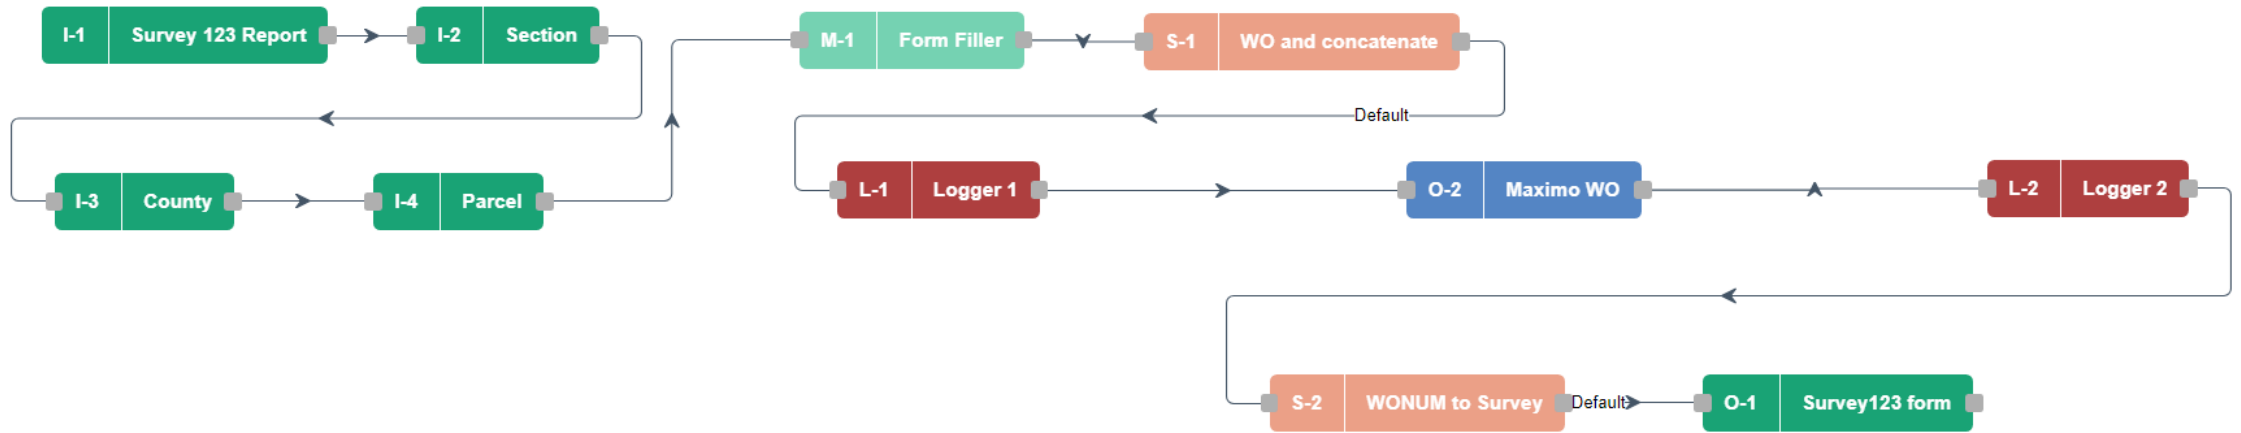 I-1 Survey 123 Report
I-2 Section
M-1 Form Filler
S-1 WO and concatenate
Default
I-3 County
I-4 Parcel
L-1 Logger 1
O-2 Maximo WO
L-2 Logger 2
S-2 WONUM to Survey
Default
O-1 Survey123 form